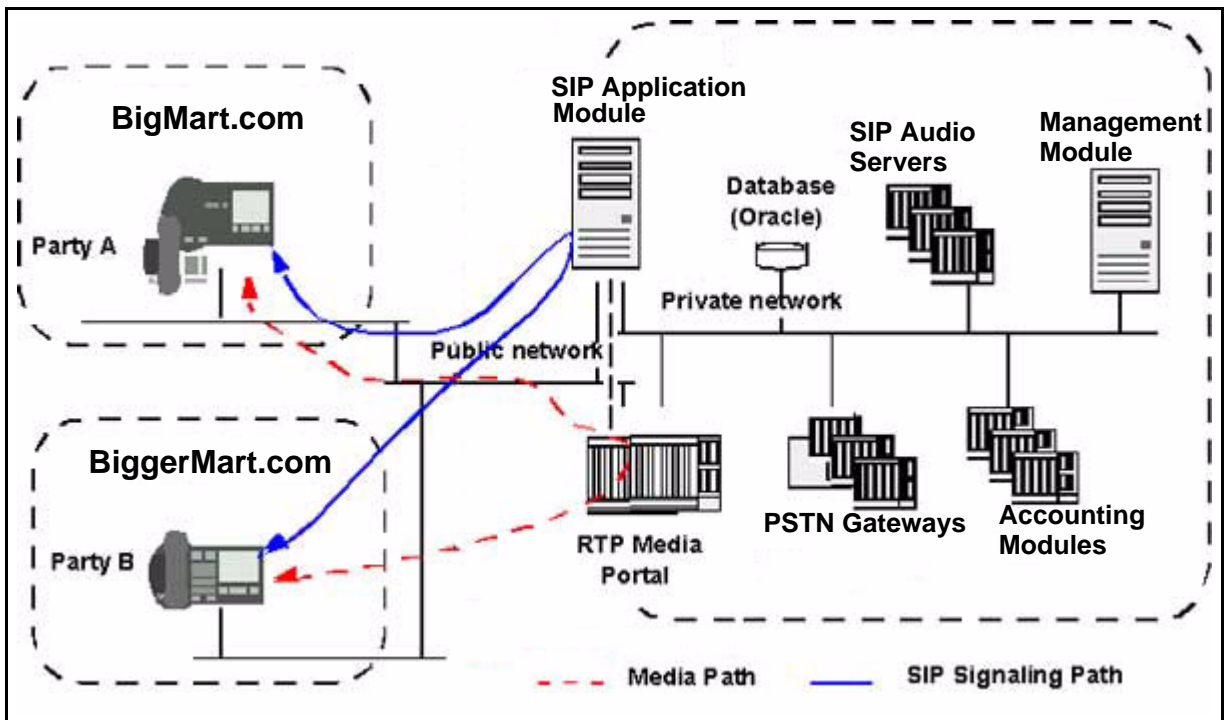 BigMart.com
Party A
SIP Application
Module
SIP Audio
Servers
Management
Module
Database
(Oracle)
Private network
Public network
BiggerMart.com
Party B
RTP Media
Portal
PSTN Gateways
Accounting
Modules
Media Path
SIP Signaling Path